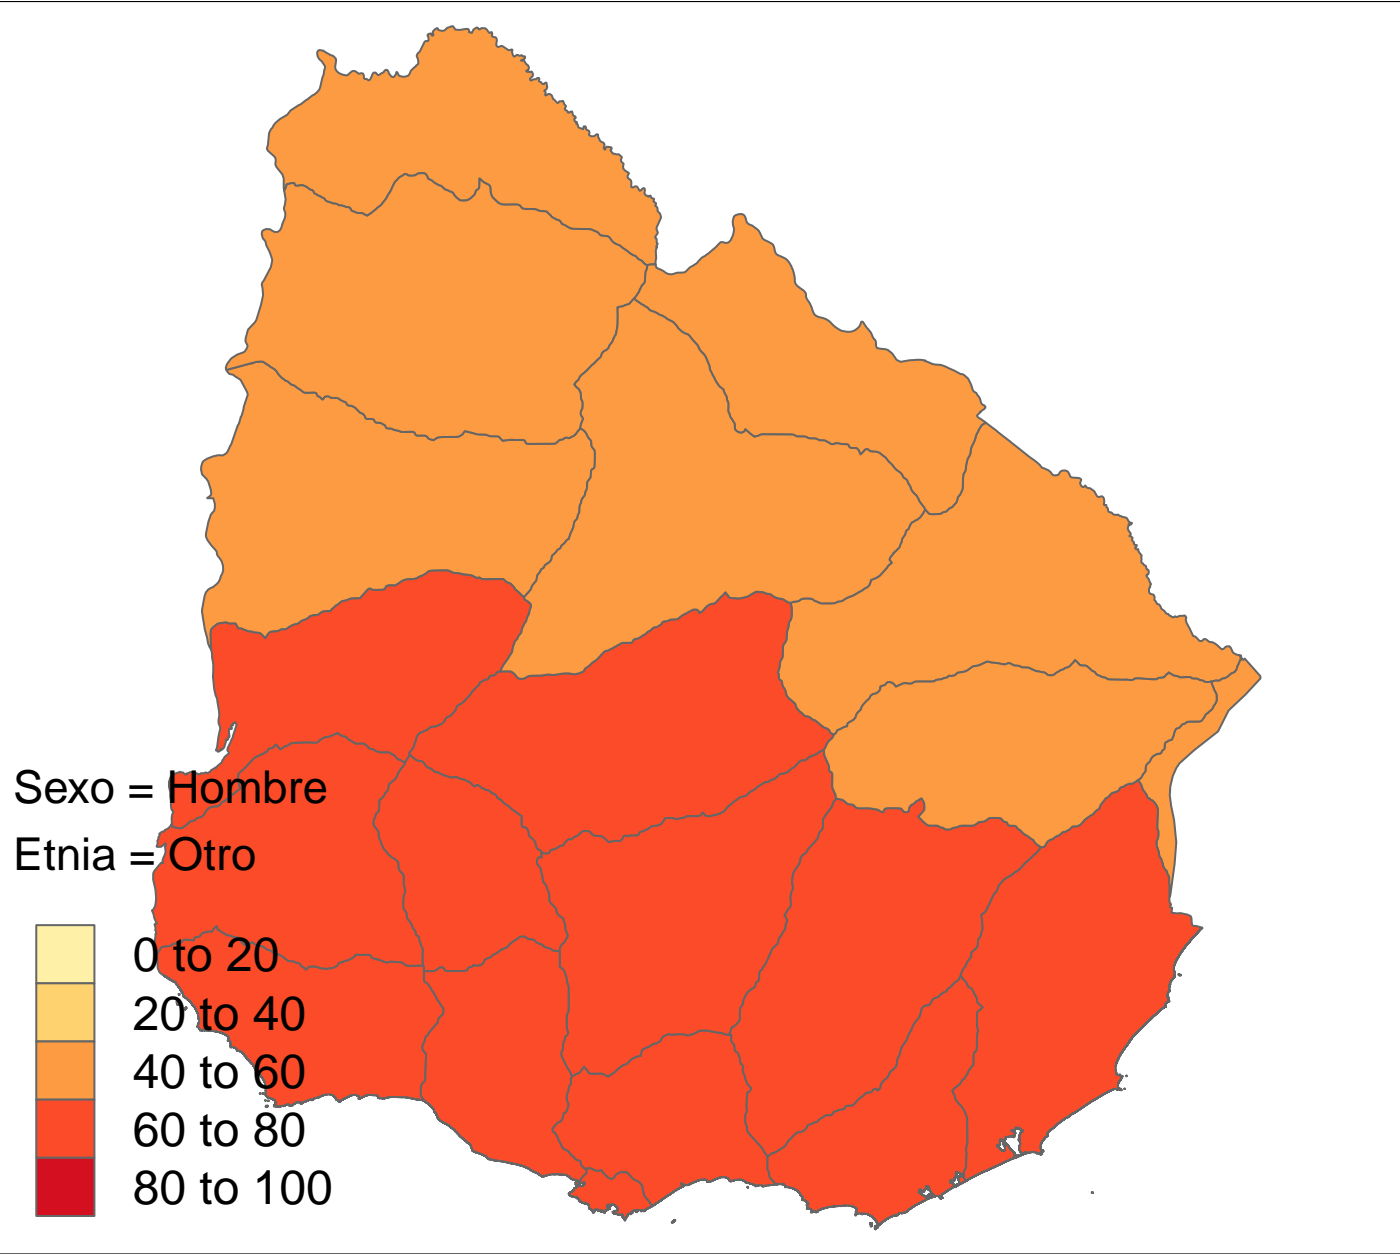 Sexo = Hombre
Etnia = Otro
0 to 20
20 to 40
40 to 60
60 to 80
80 to 100